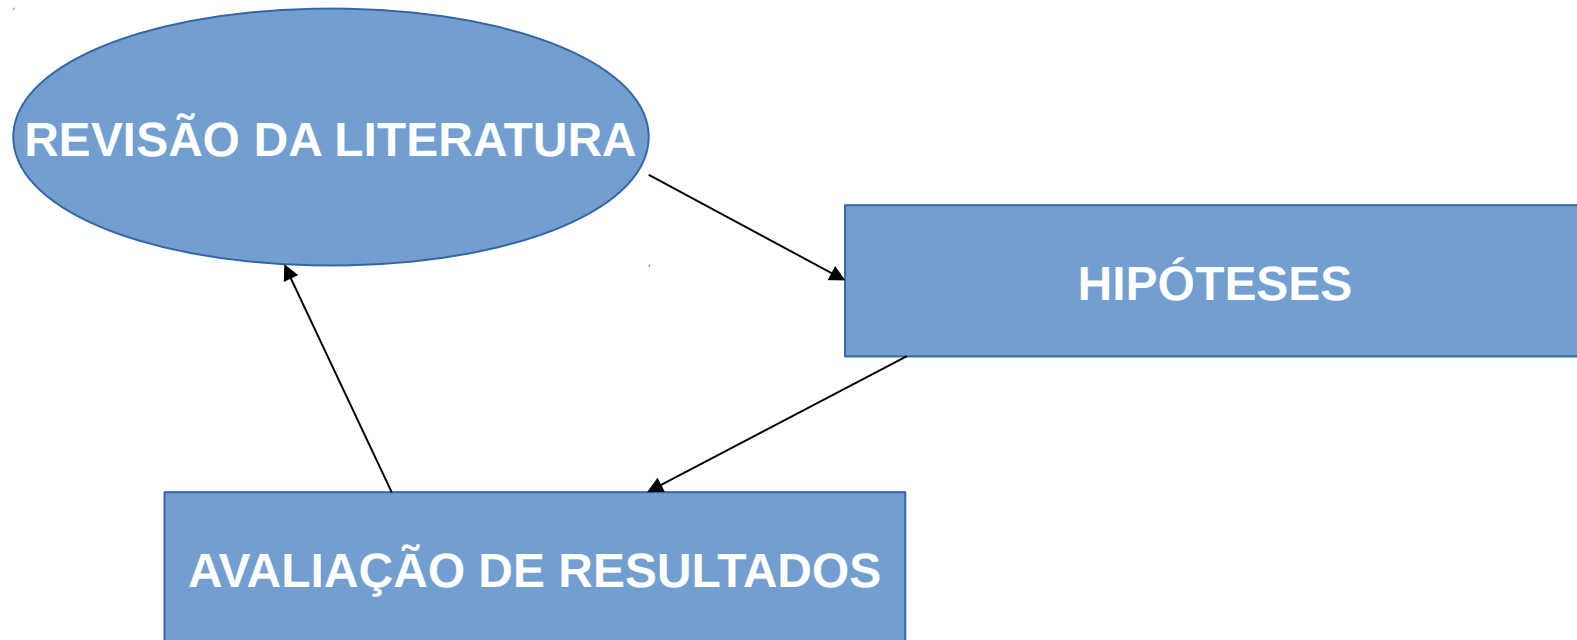 REVISÃO DA LITERATURA
HIPÓTESES
AVALIAÇÃO DE RESULTADOS